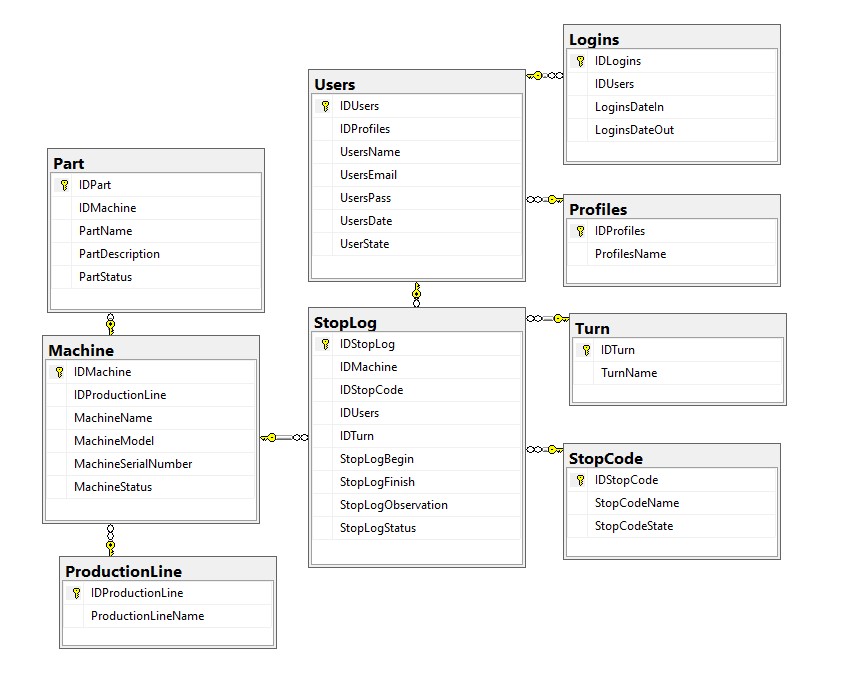 Logins
IDLogins
IDUsers
LoginsDateIn
LoginsDateOut
Users
IDUsers
IDProfiles
UsersName
UsersEmail
UsersPass
UsersDate
UserState
Part
IDPart
IDMachine
PartName
PartDescription
PartStatus
Profiles
IDProfiles
ProfilesName
StopLog
IDStopLog
IDMachine
IDStopCode
IDUsers
IDTurn
StopLogBegin
StopLogFinish
StopLogObservation
StopLogStatus
Turn
IDTurn
TurnName
Machine
IDMachine
IDProductionLine
MachineName
MachineModel
MachineSerialNumber
MachineStatus
StopCode
IDStopCode
StopCodeName
StopCodeState
ProductionLine
IDProductionLine
ProductionLineName